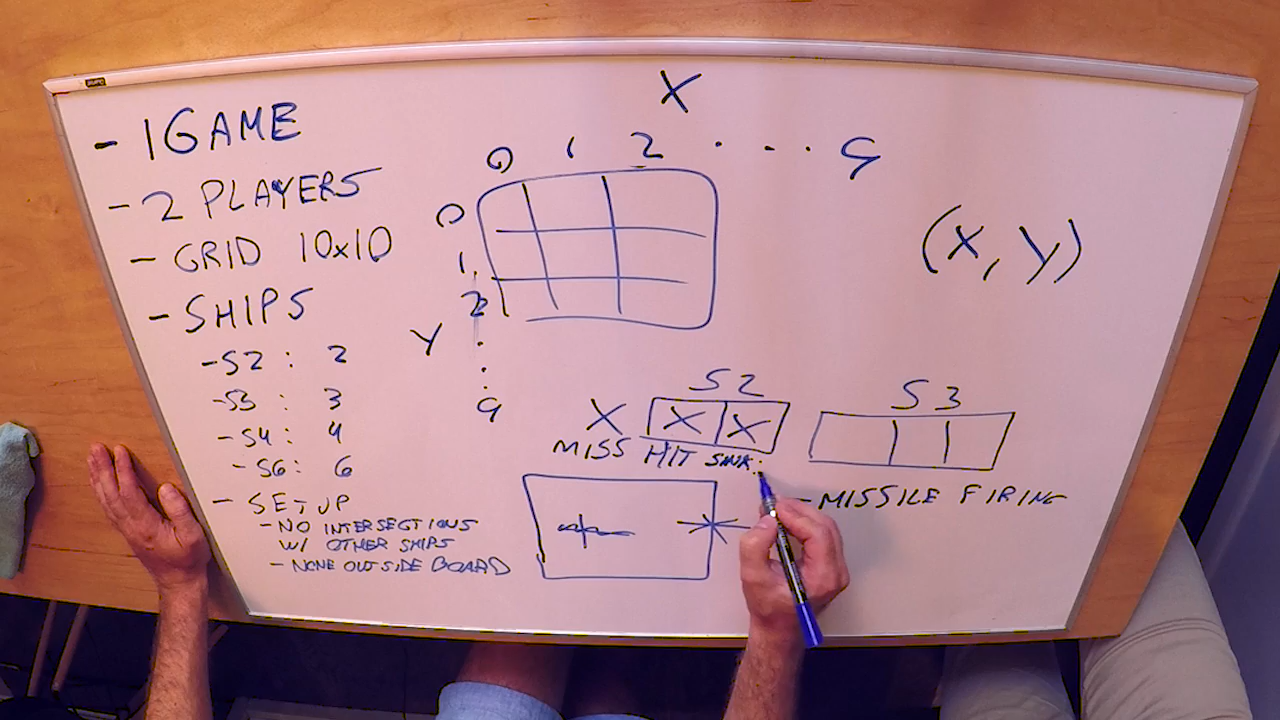 - 1 GAME
- 2 PLAYERS
- GRID 10x10
- SHIPS
- S2 : 2
- S3 : 3
- S4 : 4
- S6 : 6
- SETUP
- NO INTERSECTIONS
W/ OTHER SHIPS
- NONE OUTSIDE BOARD
X
0 1 2 . . . 9
0
1
2
Y
.
.
9
(X, Y)
S2
X X X
MISS HIT SINK
S3
- MISSILE FIRING